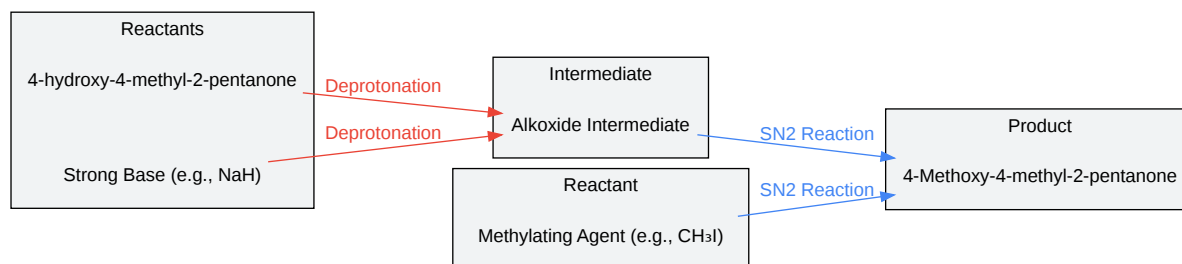 Reactants
4-hydroxy-4-methyl-2-pentanone
Strong Base (e.g., NaH)
Deprotonation
Deprotonation
Intermediate
Alkoxide Intermediate
Reactant
Methylating Agent (e.g., CH₃I)
SN2 Reaction
SN2 Reaction
Product
4-Methoxy-4-methyl-2-pentanone